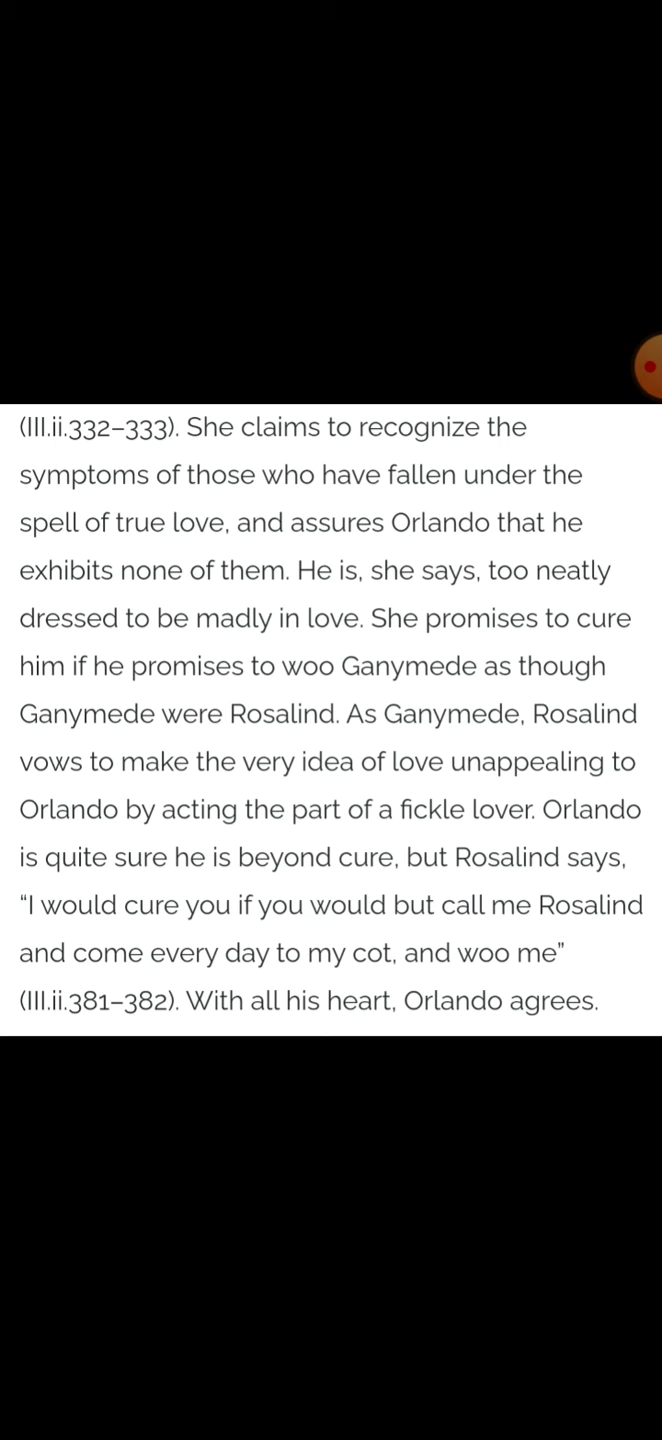 (III.ii.332–333). She claims to recognize the
symptoms of those who have fallen under the
spell of true love, and assures Orlando that he
exhibits none of them. He is, she says, too neatly
dressed to be madly in love. She promises to cure
him if he promises to woo Ganymede as though
Ganymede were Rosalind. As Ganymede, Rosalind
vows to make the very idea of love unappealing to
Orlando by acting the part of a fickle lover. Orlando
is quite sure he is beyond cure, but Rosalind says,
“I would cure you if you would but call me Rosalind
and come every day to my cot, and woo me”
(III.ii.381–382). With all his heart, Orlando agrees.